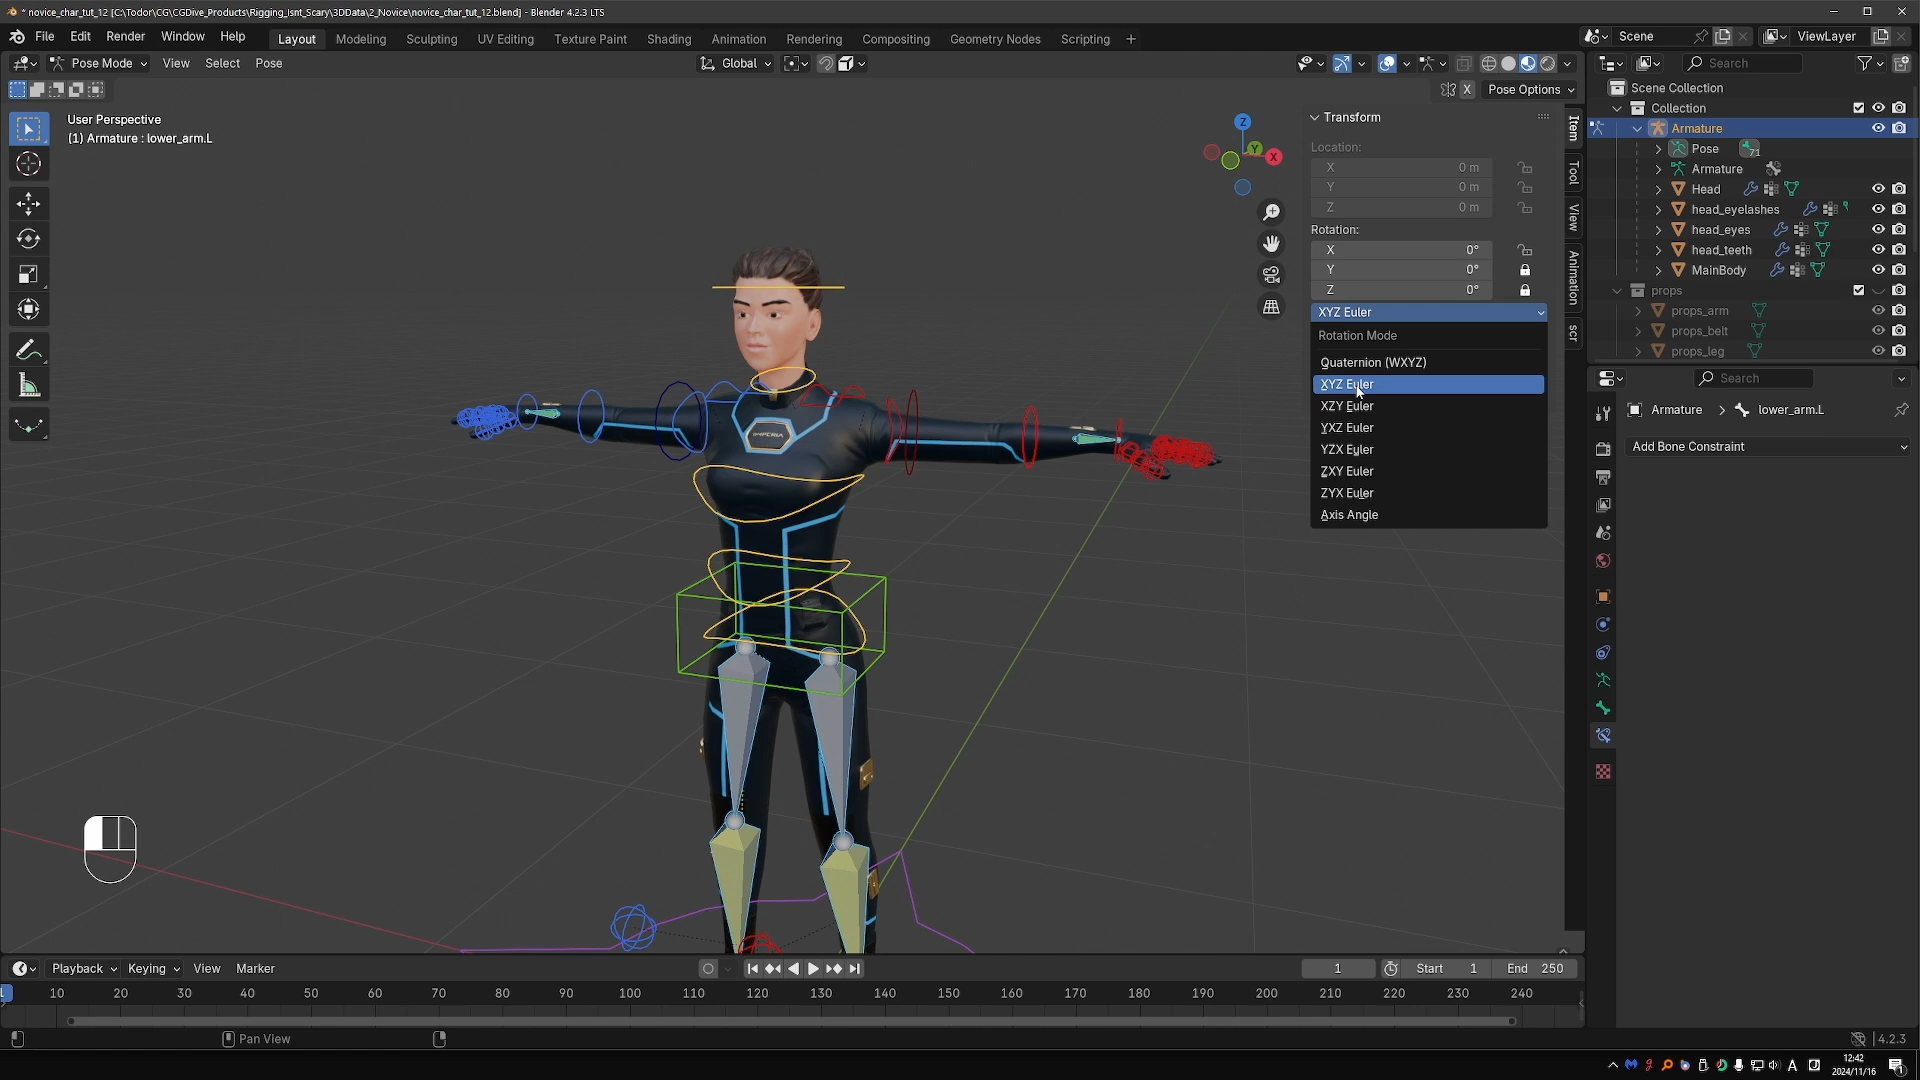 * novice_char_tut_12 [C:\Todor\CG\CGDive_Products\Rigging_Isnt_Scary\3DData\2_Novice\novice_char_tut_12.blend] - Blender 4.2.3 LTS
File Edit Render Window Help Layout Modeling Sculpting UV Editing Texture Paint Shading Animation Rendering Compositing Geometry Nodes Scripting + Scene ViewLayer
Pose Mode View Select Pose Global Search
X Pose Options
User Perspective
(1) Armature : lower_arm.L
Z
Y
X
Transform
Location:
X 0 m
Y 0 m
Z 0 m
Rotation:
X 0°
Y 0°
Z 0°
XYZ Euler
Rotation Mode
Quaternion (WXYZ)
XYZ Euler
XZY Euler
YXZ Euler
YZX Euler
ZXY Euler
ZYX Euler
Axis Angle
Item
Tool
View
Animation
scr
IMPERIA
Scene Collection
Collection
Armature
Pose 71
Armature
Head
head_eyelashes
head_eyes
head_teeth
MainBody
props
props_arm
props_belt
props_leg
Search
Armature > lower_arm.L
Add Bone Constraint
Playback Keying View Marker 1 Start 1 End 250
1 10 20 30 40 50 60 70 80 90 100 110 120 130 140 150 160 170 180 190 200 210 220 230 240
Pan View 4.2.3
A 12:42
2024/11/16
1